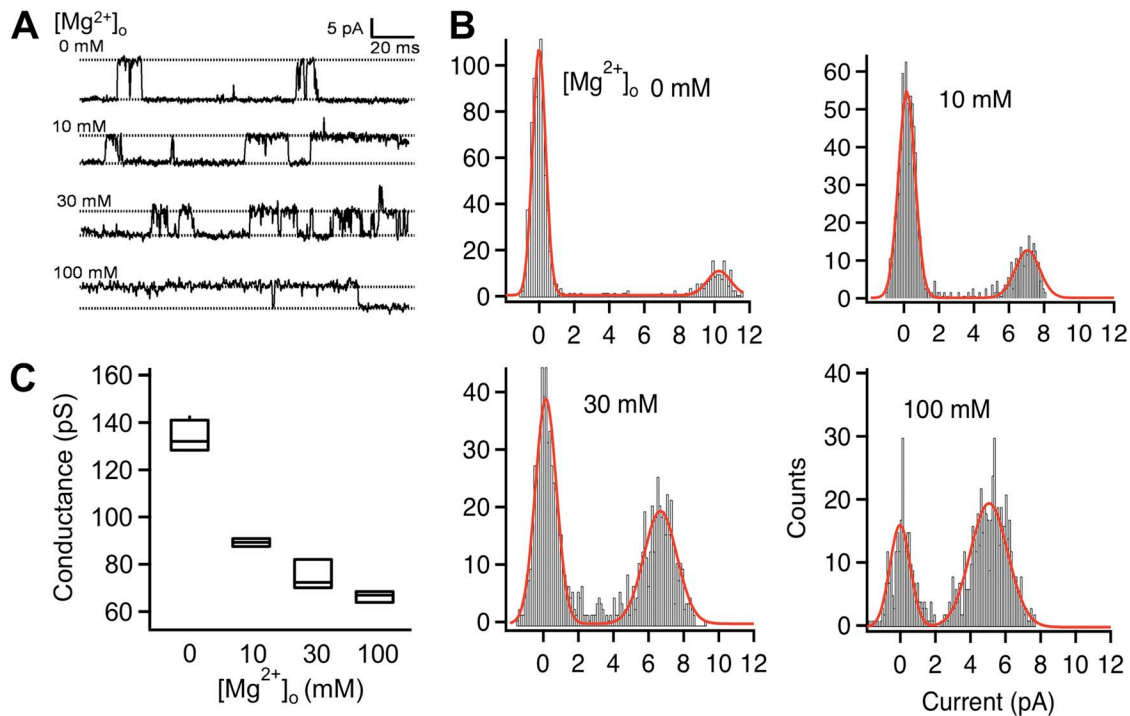 A
[Mg2+]o
0 mM
5 pA
20 ms
10 mM
30 mM
100 mM
B
[Mg2+]o 0 mM
100
80
60
40
20
0
0 2 4 6 8 10 12
10 mM
60
50
40
30
20
10
0
0 2 4 6 8 10 12
C
Conductance (pS)
160
140
120
100
80
60
0 10 30 100
[Mg2+]o (mM)
30 mM
40
30
20
10
0
0 2 4 6 8 10 12
100 mM
Counts
40
30
20
10
0
0 2 4 6 8 10 12
Current (pA)